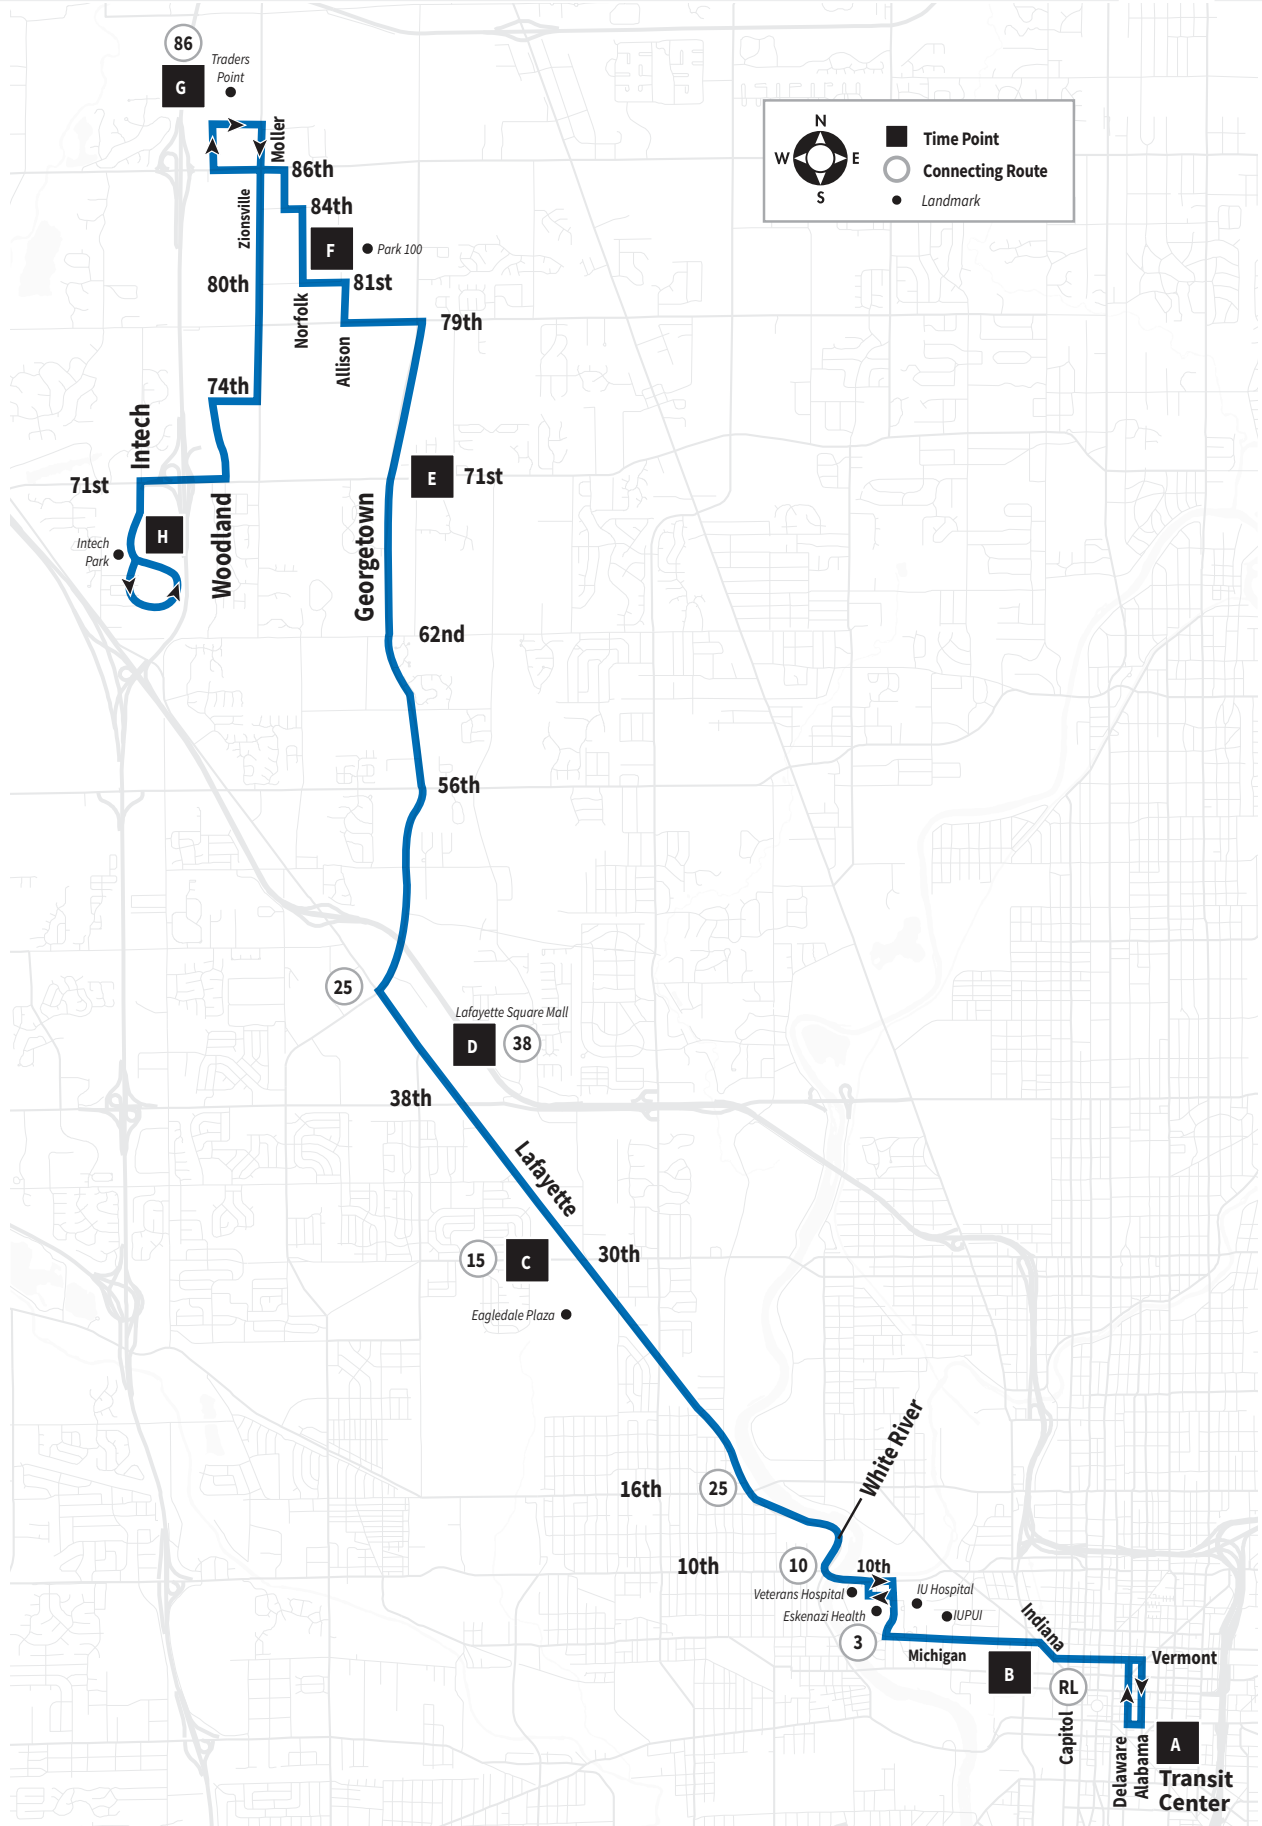 86
Traders
Point
G
Moller
86th
Zionsville
84th
F
Park 100
80th
81st
Norfolk
79th
Allison
74th
Intech
71st
E
71st
Woodland
Georgetown
H
Intech
Park
62nd
56th
25
Lafayette Square Mall
D
38
38th
Lafayette
15
C
30th
Eagledale Plaza
White River
16th
25
10th
10
10th
Veterans Hospital
IU Hospital
Eskenazi Health
IUPUI
3
Indiana
Michigan
Vermont
B
RL
Capitol
Delaware
Alabama
A
Transit
Center
N
W
E
S
Time Point
Connecting Route
Landmark